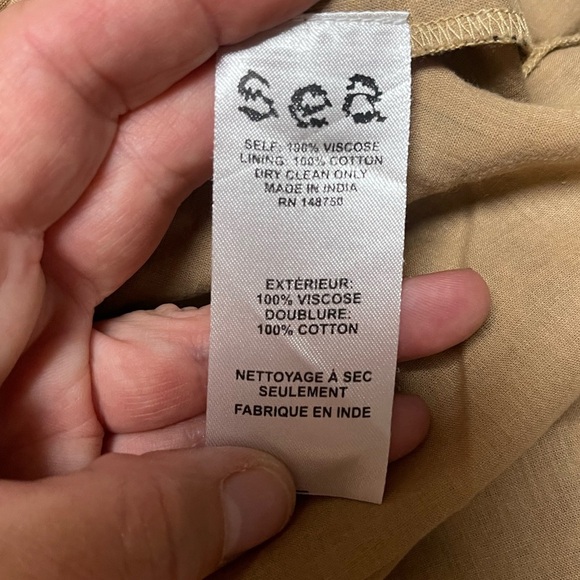 sea
SELF: 100% VISCOSE
LINING: 100% COTTON
DRY CLEAN ONLY
MADE IN INDIA
RN 148750
EXTÉRIEUR:
100% VISCOSE
DOUBLURE:
100% COTTON
NETTOYAGE À SEC
SEULEMENT
FABRIQUE EN INDE